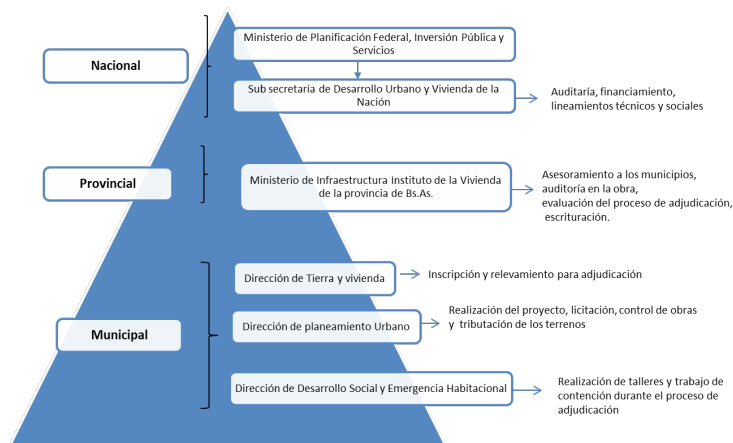 Nacional
Ministerio de Planificación Federal, Inversión Pública y
Servicios
Sub secretaría de Desarrollo Urbano y Vivienda de la
Nación
Auditaría, financiamiento,
lineamientos técnicos y sociales
Provincial
Ministerio de Infraestructura Instituto de la Vivienda
de la provincia de Bs.As.
Asesoramiento a los municipios,
auditoría en la obra,
evaluación del proceso de adjudicación,
escrituración.
Municipal
Dirección de Tierra y vivienda
Inscripción y relevamiento para adjudicación
Dirección de planeamiento Urbano
Realización del proyecto, licitación, control de obras
y tributación de los terrenos
Dirección de Desarrollo Social y Emergencia Habitacional
Realización de talleres y trabajo de
contención durante el proceso de
adjudicación